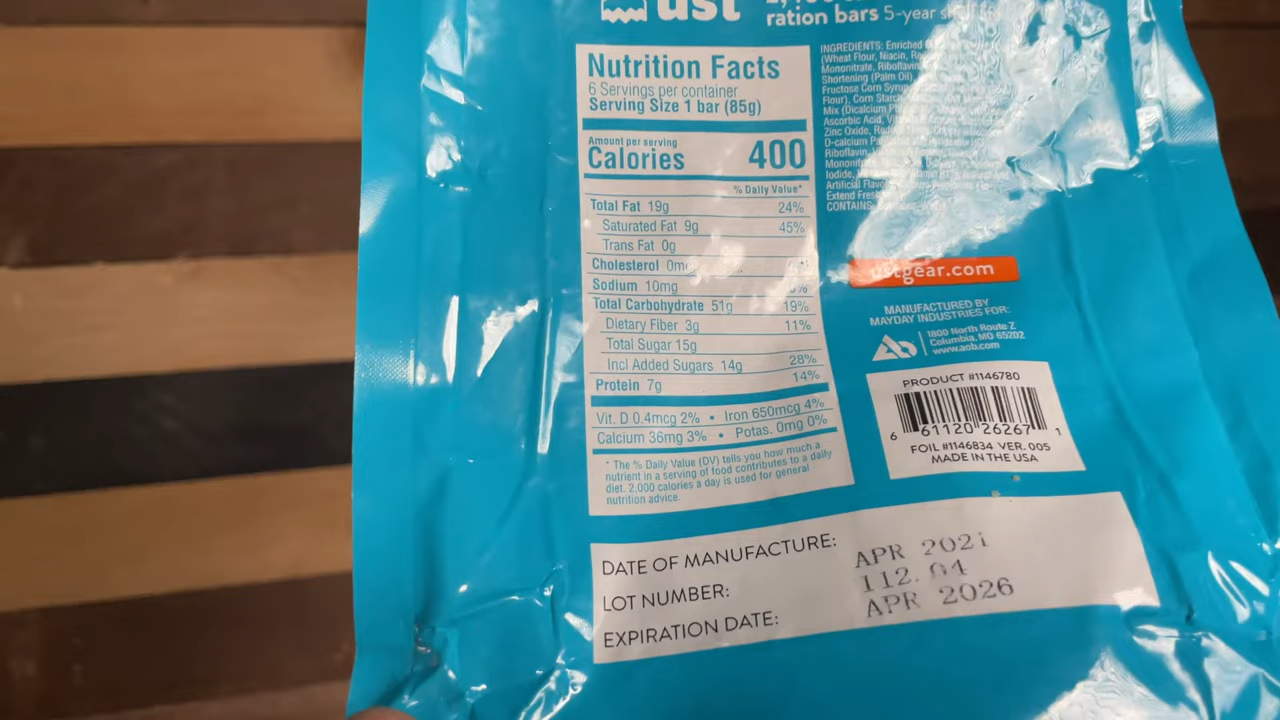 ust
ration bars 5-year
Nutrition Facts
6 Servings per container
Serving Size 1 bar (85g)
Amount per serving
Calories 400
% Daily Value*
Total Fat 19g 24%
Saturated Fat 9g 45%
Trans Fat 0g
Cholesterol
Sodium 10mg
Total Carbohydrate 51g 19%
Dietary Fiber 3g 11%
Total Sugar 15g
Incl Added Sugars 14g 28%
Protein 7g 14%
Vit. D 0.4mcg 2% • Iron 650mcg 4%
Calcium 36mg 3% • Potas. 0mg 0%
* The % Daily Value (DV) tells you how much a
nutrient in a serving of food contributes to a daily
diet. 2,000 calories a day is used for general
nutrition advice.
INGREDIENTS: Enriched
(Wheat Flour, Niacin,
Mononitrate,
Shortening (Palm Oil),
Fructose Corn Syrup,
Flour), Corn Starch,
Mix (Dicalcium
Ascorbic Acid,
Zinc Oxide,
D-calcium
Riboflavin,
Iodide,
Artificial
Extend
CONTAINS:
ustgear.com
MANUFACTURED BY
MAYDAY INDUSTRIES FOR:
1800 North Route Z
Columbia, MO 65202
www.aob.com
PRODUCT #1146780
6 61120 26267 1
FOIL #1146834 VER. 005
MADE IN THE USA
DATE OF MANUFACTURE: APR 2021
LOT NUMBER: 112. 04
EXPIRATION DATE: APR 2026